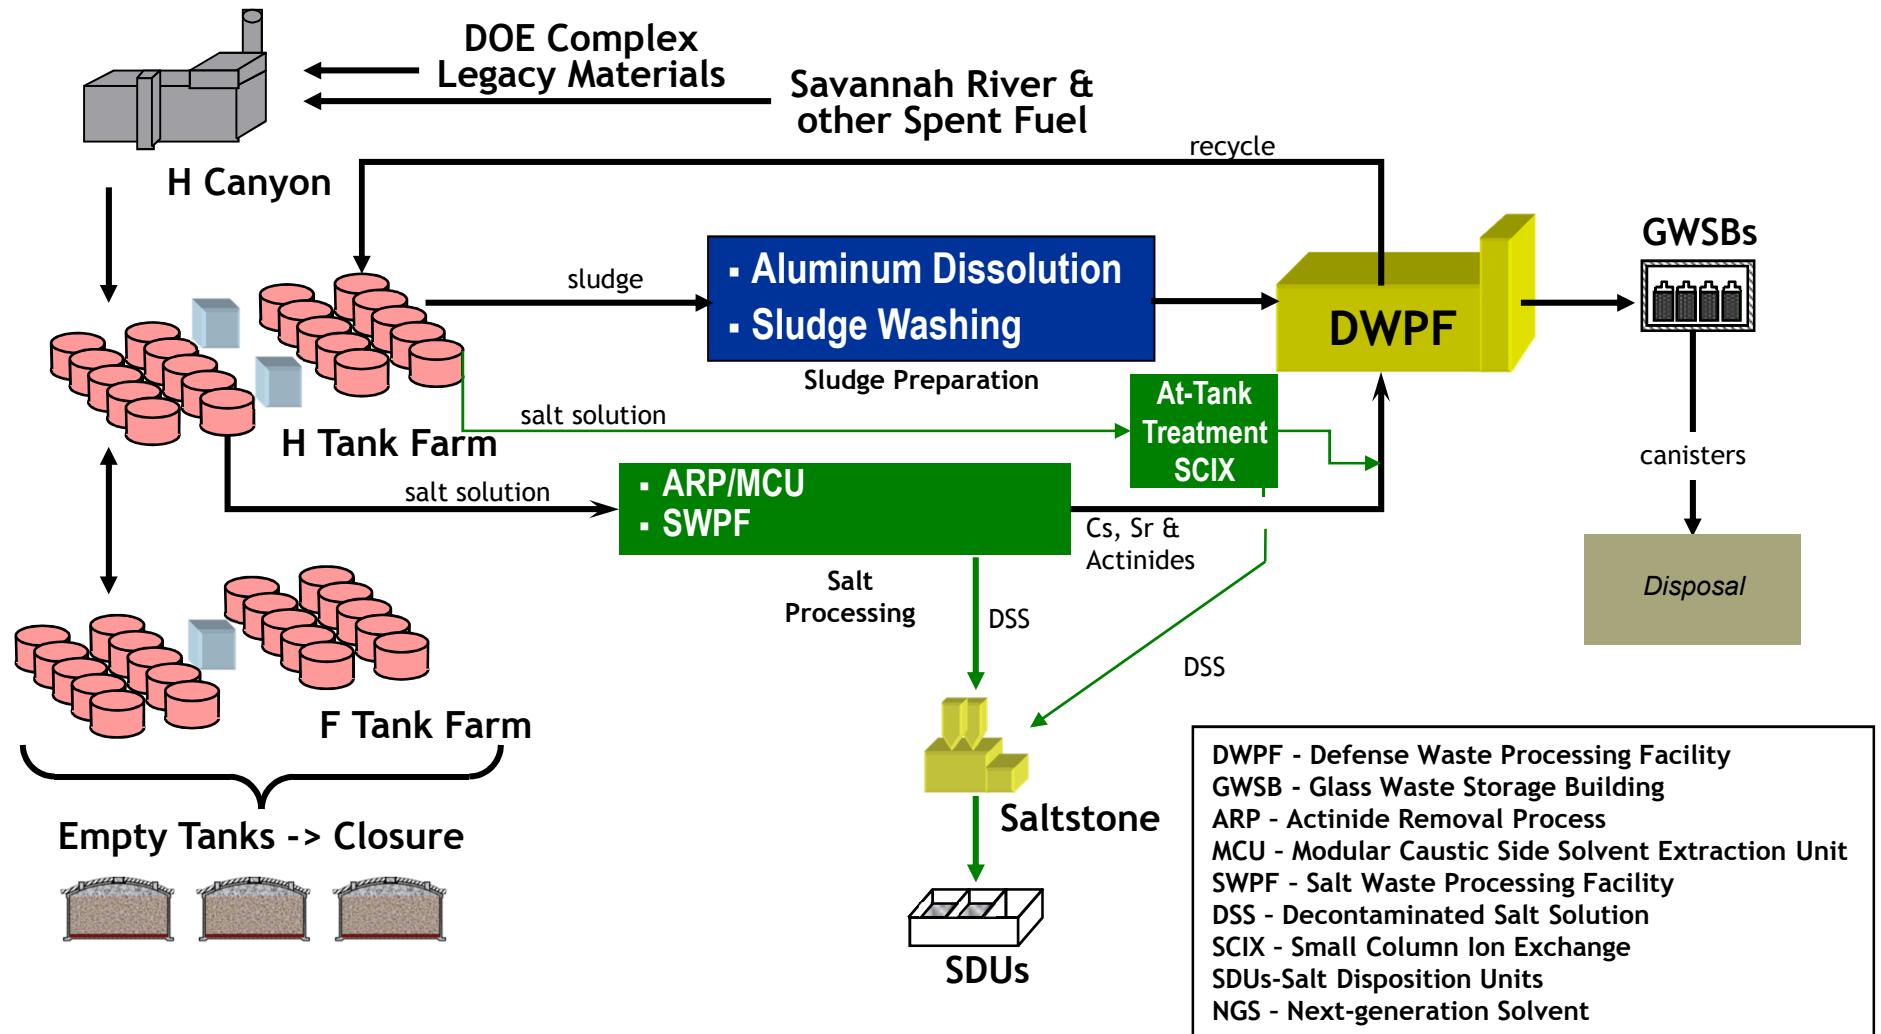 DOE Complex
Legacy Materials
Savannah River &
other Spent Fuel
H Canyon
recycle
GWSBs
sludge
▪ Aluminum Dissolution
▪ Sludge Washing
DWPF
Sludge Preparation
At-Tank
Treatment
SCIX
salt solution
H Tank Farm
canisters
salt solution
▪ ARP/MCU
▪ SWPF
Cs, Sr &
Actinides
Salt
Processing
DSS
Disposal
DSS
F Tank Farm
Empty Tanks -> Closure
Saltstone
SDUs
DWPF - Defense Waste Processing Facility
GWSB - Glass Waste Storage Building
ARP – Actinide Removal Process
MCU – Modular Caustic Side Solvent Extraction Unit
SWPF – Salt Waste Processing Facility
DSS – Decontaminated Salt Solution
SCIX – Small Column Ion Exchange
SDUs-Salt Disposition Units
NGS – Next-generation Solvent